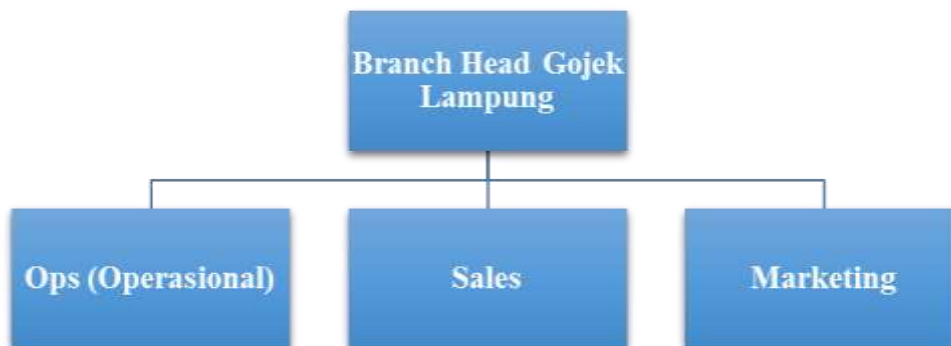 Branch Head Gojek
Lampung
Ops (Operasional)
Sales
Marketing